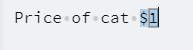 Price of cat $1